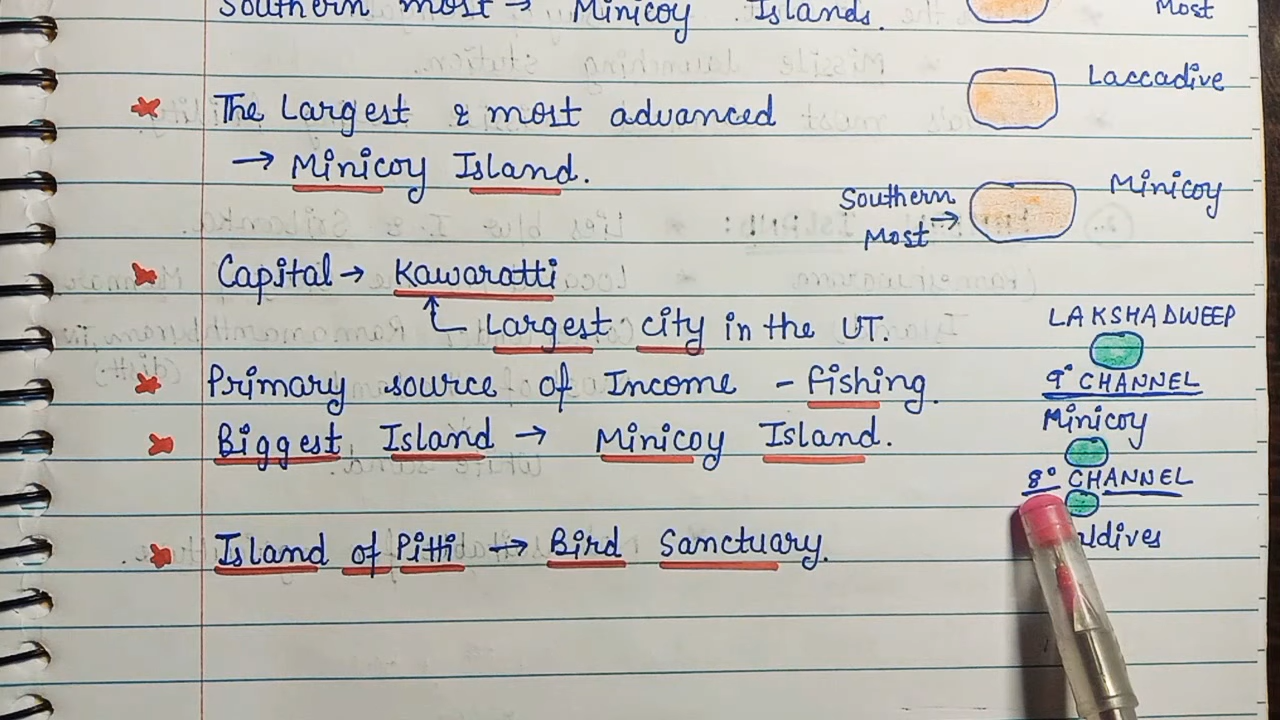 Southern most → Minicoy Islands.
Most
Laccadive
The Largest & most advanced
→ Minicoy Island.
Minicoy
Southern
Most →
Capital → Kawaratti
Largest city in the UT.
LAKSHADWEEP
Primary source of Income - fishing.
9° CHANNEL
Minicoy
Biggest Island → Minicoy Island.
8° CHANNEL
Island of Pitti → Bird Sanctuary.
ldives